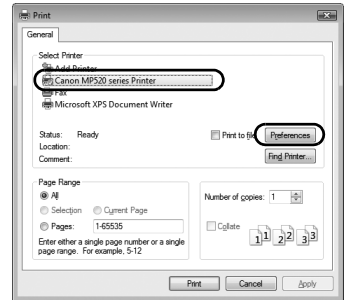 Print
General
Select Printer
Add Printer
Canon MP520 series Printer
Fax
Microsoft XPS Document Writer
Status: Ready
Print to file
Preferences
Location:
Comment:
Find Printer...
Page Range
All
Selection Current Page
Pages: 1-65535
Enter either a single page number or a single
page range. For example, 5-12
Number of copies: 1
Collate
1 1 2 2 3 3
Print Cancel Apply